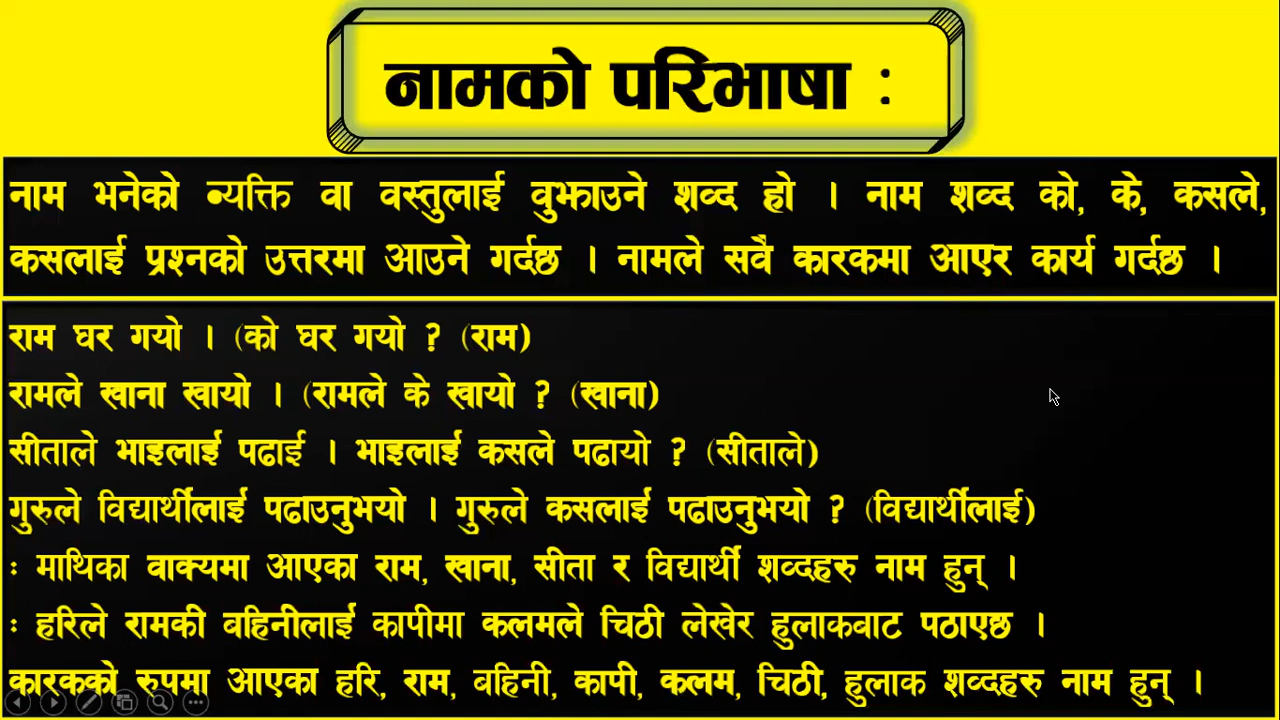 नामको परिभाषा :
नाम भनेको ब्यक्ति वा वस्तुलाई वुझाउने शव्द हो । नाम शव्द को, के, कसले,
कसलाई प्रश्नको उत्तरमा आउने गर्दछ । नामले सवै कारकमा आएर कार्य गर्दछ ।
राम घर गयो । (को घर गयो ? (राम)
रामले खाना खायो । (रामले के खायो ? (खाना)
सीताले भाइलाई पढाई । भाइलाई कसले पढायो ? (सीताले)
गुरुले विद्यार्थीलाई पढाउनुभयो । गुरुले कसलाई पढाउनुभयो ? (विद्यार्थीलाई)
: माथिका वाक्यमा आएका राम, खाना, सीता र विद्यार्थी शव्दहरु नाम हुन् ।
: हरिले रामकी बहिनीलाई कापीमा कलमले चिठी लेखेर हुलाकबाट पठाएछ ।
कारकको रुपमा आएका हरि, राम, बहिनी, कापी, कलम, चिठी, हुलाक शव्दहरु नाम हुन् ।